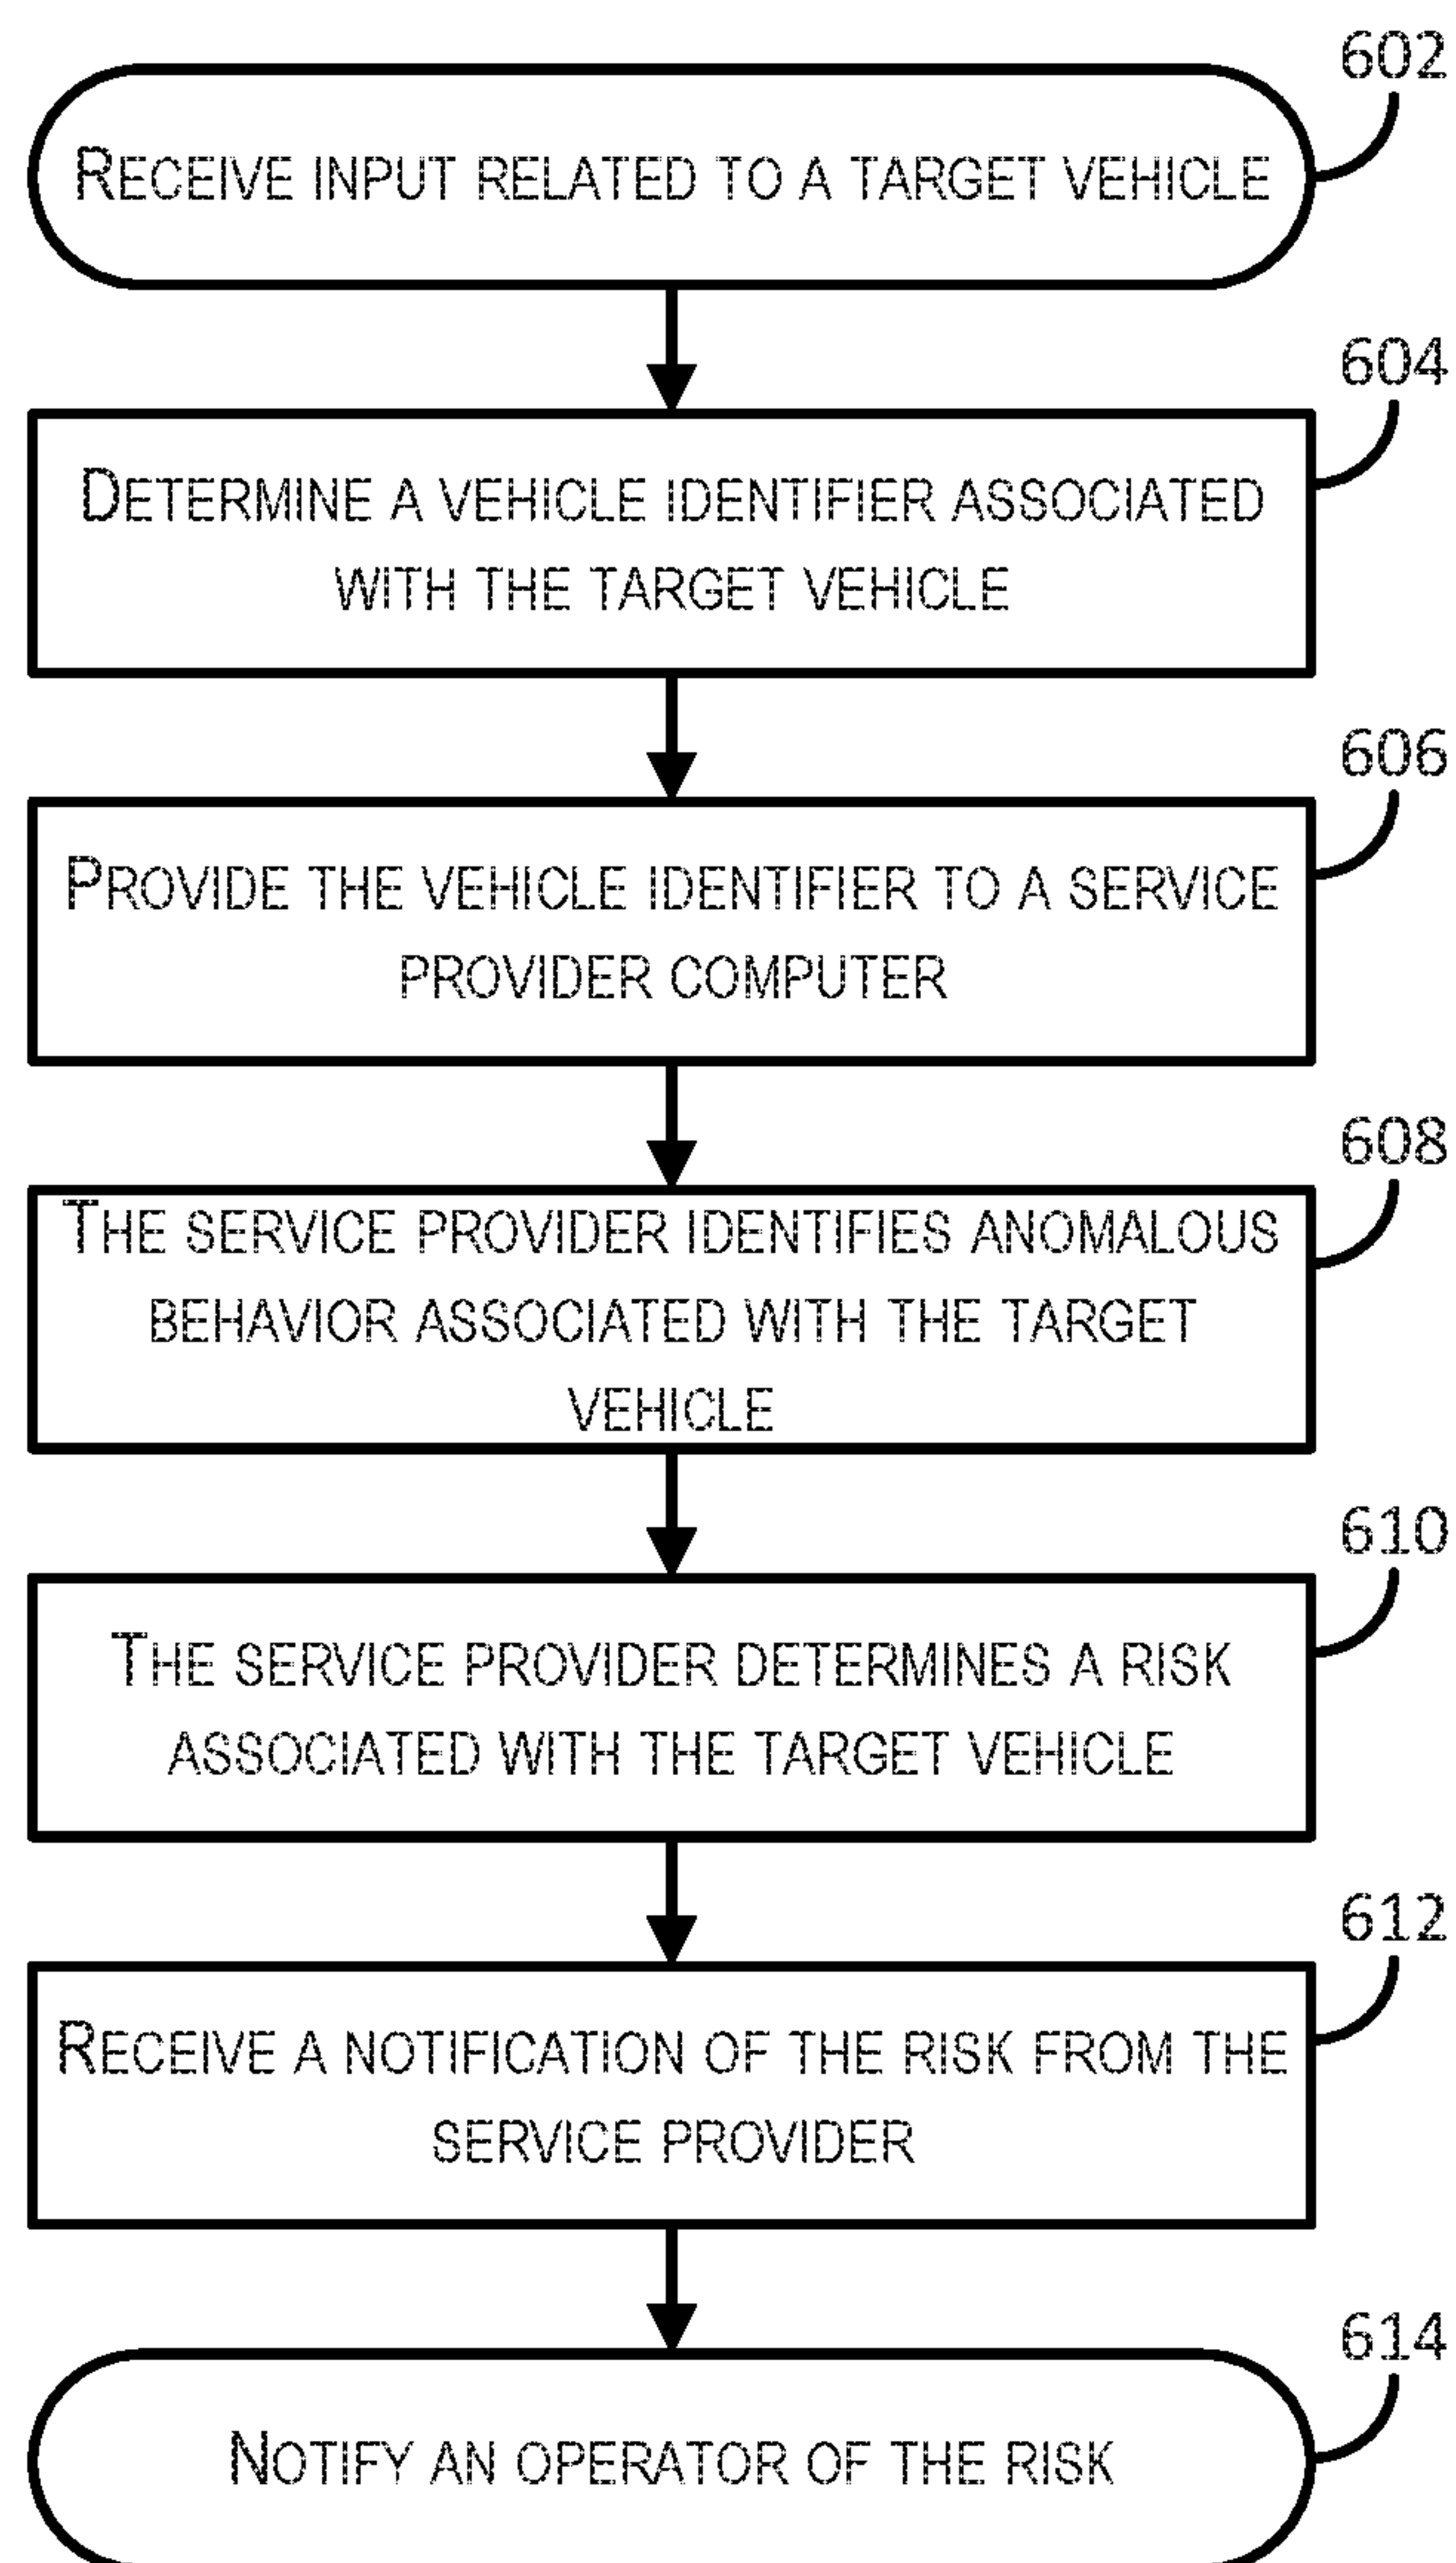 602
RECEIVE INPUT RELATED TO A TARGET VEHICLE
604
DETERMINE A VEHICLE IDENTIFIER ASSOCIATED
WITH THE TARGET VEHICLE
606
PROVIDE THE VEHICLE IDENTIFIER TO A SERVICE
PROVIDER COMPUTER
608
THE SERVICE PROVIDER IDENTIFIES ANOMALOUS
BEHAVIOR ASSOCIATED WITH THE TARGET
VEHICLE
610
THE SERVICE PROVIDER DETERMINES A RISK
ASSOCIATED WITH THE TARGET VEHICLE
612
RECEIVE A NOTIFICATION OF THE RISK FROM THE
SERVICE PROVIDER
614
NOTIFY AN OPERATOR OF THE RISK